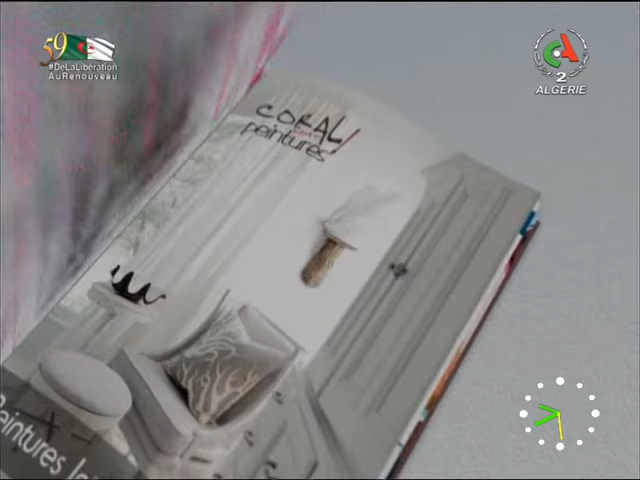 59
#DeLaLibération
AuRenouveau
2
ALGERIE
CORAL
peintures
Peintures